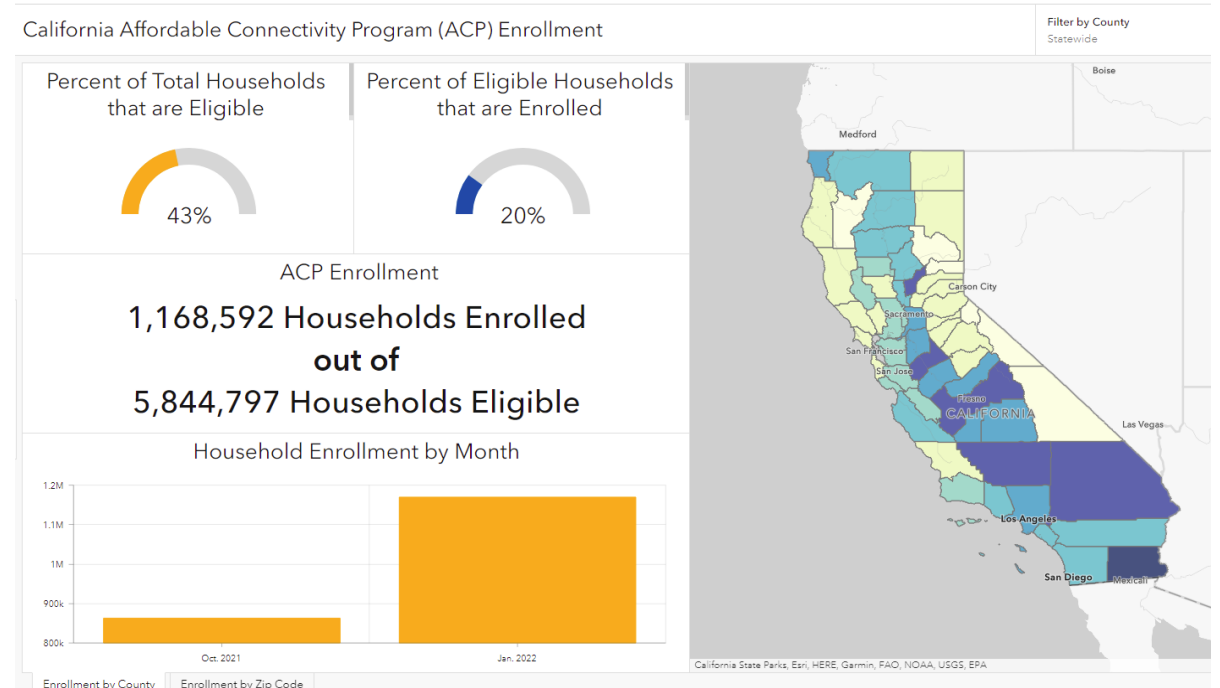 California Affordable Connectivity Program (ACP) Enrollment
Filter by County
Statewide
Percent of Total Households
that are Eligible
43%
Percent of Eligible Households
that are Enrolled
20%
ACP Enrollment
1,168,592 Households Enrolled
out of
5,844,797 Households Eligible
Household Enrollment by Month
1.2M
1.1M
1M
900k
800k
Oct. 2021
Jan. 2022
Boise
Medford
Carson City
Sacramento
San Francisco
San Jose
Fresno
CALIFORNIA
Las Vegas
Los Angeles
San Diego
Mexicali
California State Parks, Esri, HERE, Garmin, FAO, NOAA, USGS, EPA
Enrollment by County
Enrollment by Zip Code